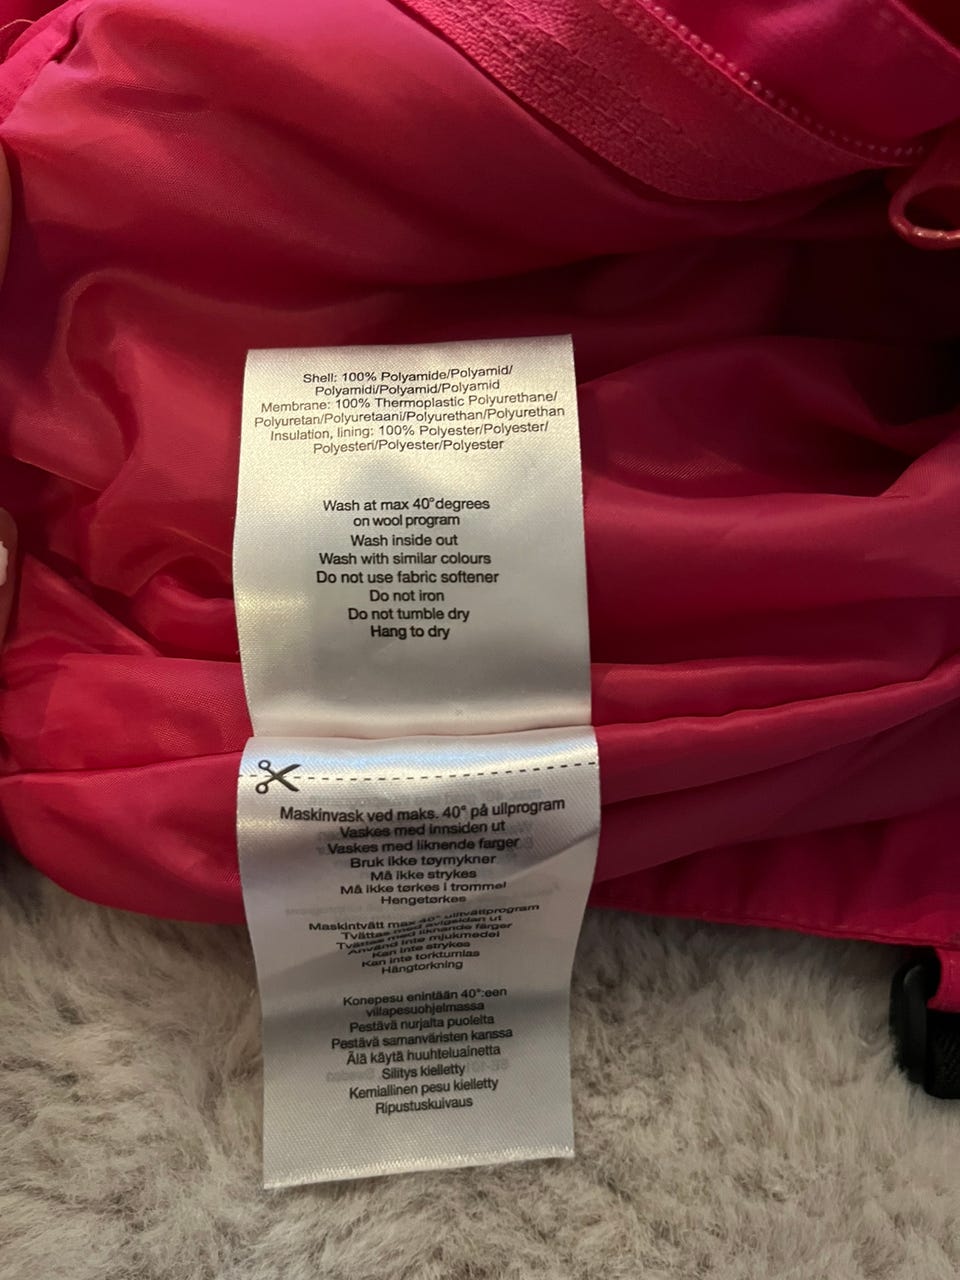 Shell: 100% Polyamide/Polyamid/
Polyamidi/Polyamid/Polyamid
Membrane: 100% Thermoplastic Polyurethane/
Polyuretan/Polyuretaani/Polyurethan/Polyurethan
Insulation, lining: 100% Polyester/Polyester/
Polyesteri/Polyester/Polyester
Wash at max 40°degrees
on wool program
Wash inside out
Wash with similar colours
Do not use fabric softener
Do not iron
Do not tumble dry
Hang to dry
Maskinvask ved maks. 40° på ullprogram
Vaskes med innsiden ut
Vaskes med liknende farger
Bruk ikke tøymykner
Må ikke strykes
Må ikke tørkes i trommel
Hengetørkes
Maskintvätt max 40° ulltvättprogram
Tvättas med avigsidan ut
Tvättas med liknande färger
Använd inte mjukmedel
Kan inte strykas
Kan inte torktumlas
Hängtorkning
Konepesu enintään 40°:een
villapesuohjelmassa
Pestävä nurjalta puolelta
Pestävä samanväristen kanssa
Älä käytä huuhteluainetta
Silitys kielletty
Kemiallinen pesu kielletty
Ripustuskuivaus